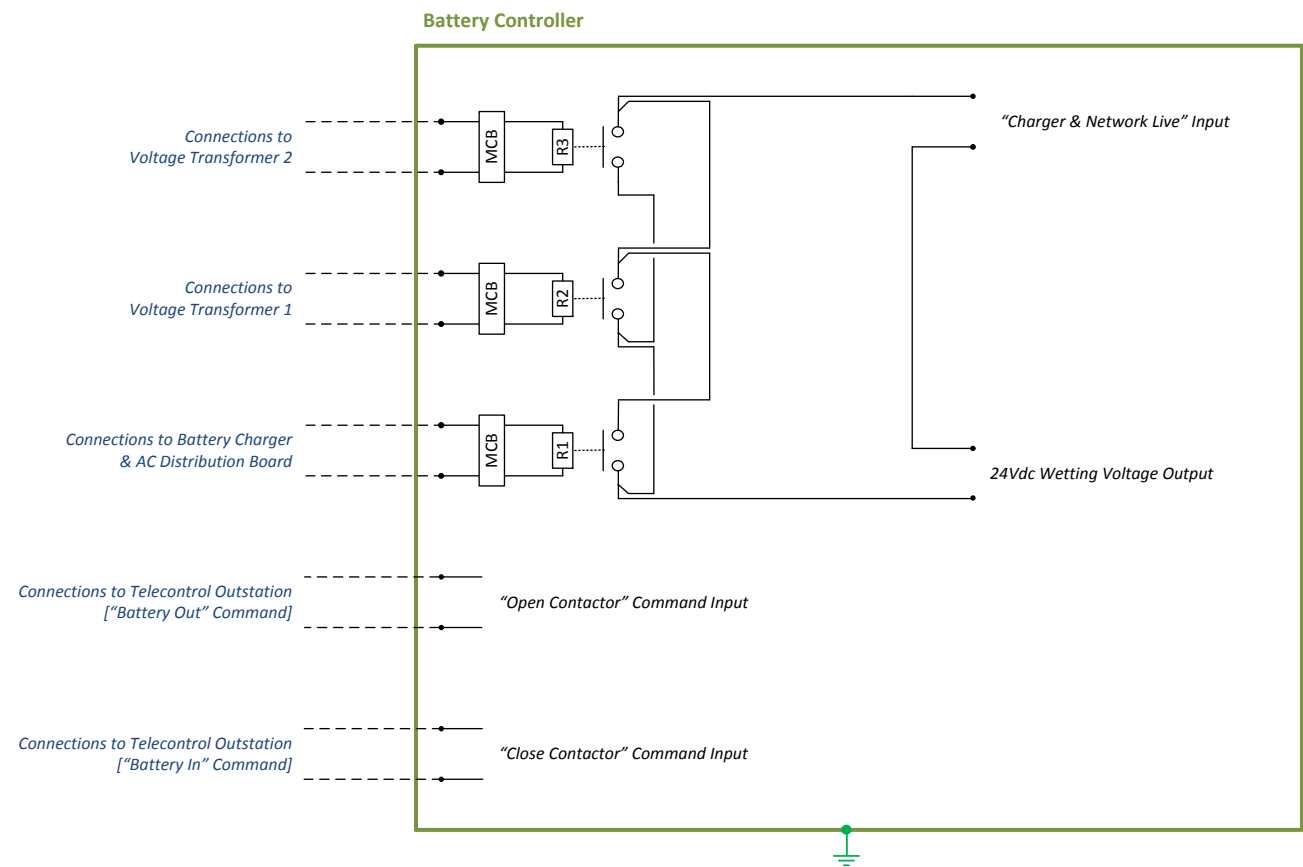 Battery Controller
Connections to
Voltage Transformer 2
MCB
R3
“Charger & Network Live” Input
Connections to
Voltage Transformer 1
MCB
R2
Connections to Battery Charger
& AC Distribution Board
MCB
R1
24Vdc Wetting Voltage Output
Connections to Telecontrol Outstation
[“Battery Out” Command]
“Open Contactor” Command Input
Connections to Telecontrol Outstation
[“Battery In” Command]
“Close Contactor” Command Input